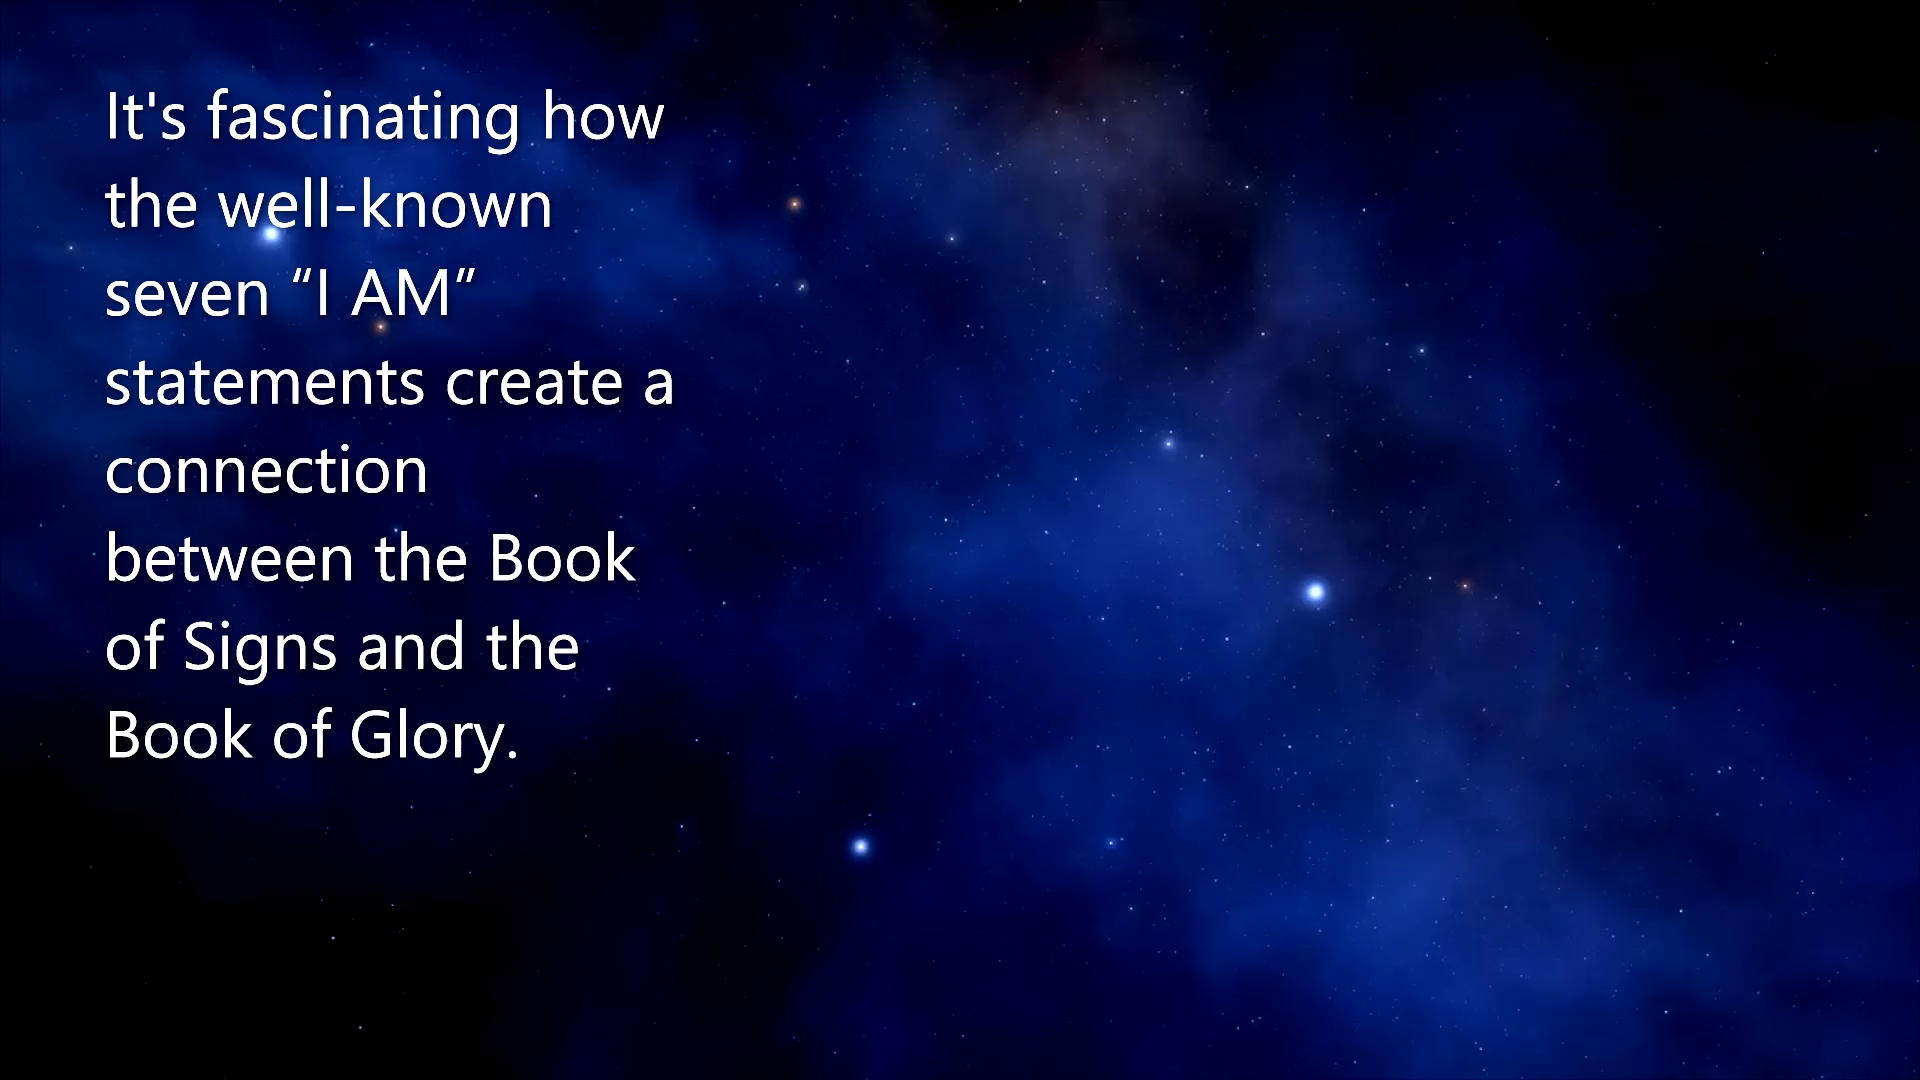 It's fascinating how
the well-known
seven “I AM”
statements create a
connection
between the Book
of Signs and the
Book of Glory.